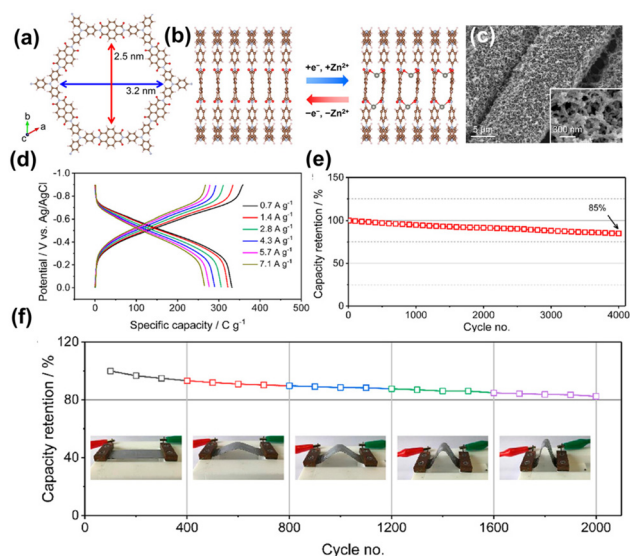 (a)
2.5 nm
3.2 nm
b
c
a
(b)
+e⁻, +Zn²⁺
−e⁻, −Zn²⁺
(c)
5 μm
300 nm
(d)
Potential / V vs. Ag/AgCl
-1.0
-0.8
-0.6
-0.4
-0.2
0.0
0.7 A g⁻¹
1.4 A g⁻¹
2.8 A g⁻¹
4.3 A g⁻¹
5.7 A g⁻¹
7.1 A g⁻¹
0 100 200 300 400 500
Specific capacity / C g⁻¹
(e)
Capacity retention / %
150
100
50
0
85%
0 1000 2000 3000 4000
Cycle no.
(f)
Capacity retention / %
120
80
40
0
0 400 800 1200 1600 2000
Cycle no.